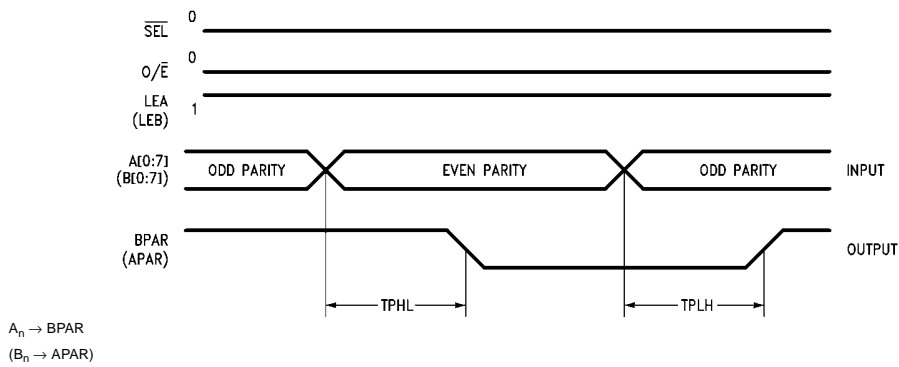 S̅E̅L̅ 0
O/E̅ 0
LEA
(LEB) 1
A[0:7]
(B[0:7]) ODD PARITY EVEN PARITY ODD PARITY INPUT
BPAR
(APAR) OUTPUT
TPHL TPLH
Aₙ → BPAR
(Bₙ → APAR)